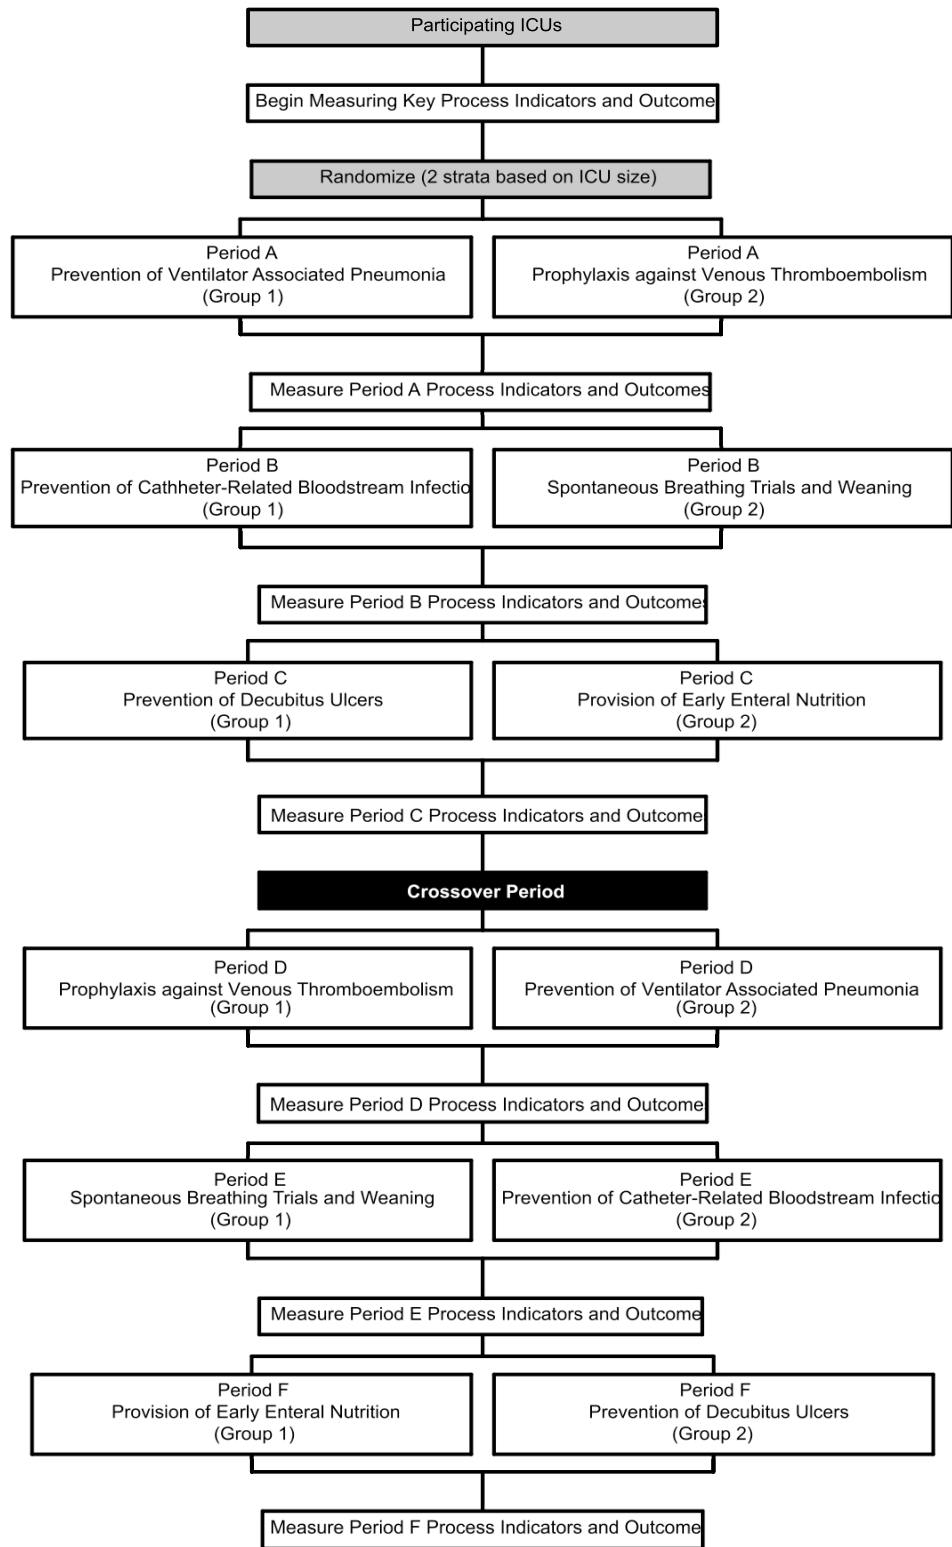 Participating ICUs
Begin Measuring Key Process Indicators and Outcome
Randomize (2 strata based on ICU size)
Period A
Prevention of Ventilator Associated Pneumonia
(Group 1)
Period A
Prophylaxis against Venous Thromboembolism
(Group 2)
Measure Period A Process Indicators and Outcomes
Period B
Prevention of Cathheter-Related Bloodstream Infectio
(Group 1)
Period B
Spontaneous Breathing Trials and Weaning
(Group 2)
Measure Period B Process Indicators and Outcomes
Period C
Prevention of Decubitus Ulcers
(Group 1)
Period C
Provision of Early Enteral Nutrition
(Group 2)
Measure Period C Process Indicators and Outcome
Crossover Period
Period D
Prophylaxis against Venous Thromboembolism
(Group 1)
Period D
Prevention of Ventilator Associated Pneumonia
(Group 2)
Measure Period D Process Indicators and Outcome
Period E
Spontaneous Breathing Trials and Weaning
(Group 1)
Period E
Prevention of Catheter-Related Bloodstream Infectio
(Group 2)
Measure Period E Process Indicators and Outcome
Period F
Provision of Early Enteral Nutrition
(Group 1)
Period F
Prevention of Decubitus Ulcers
(Group 2)
Measure Period F Process Indicators and Outcome